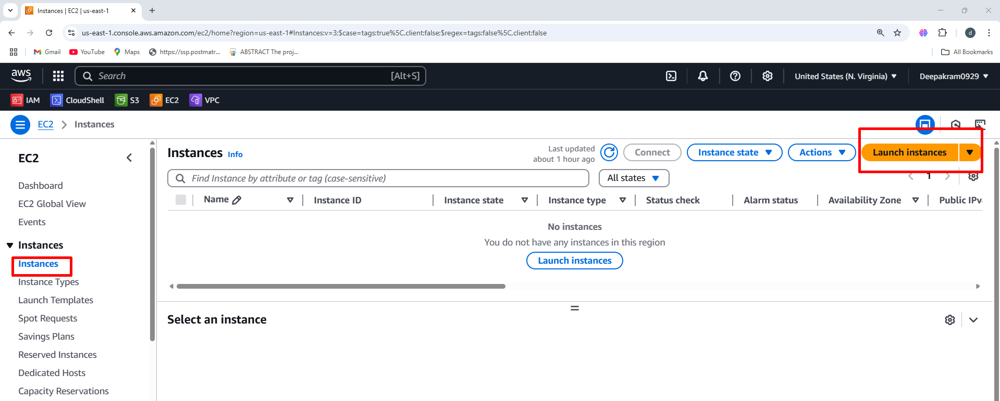 Instances | EC2 | us-east-1
us-east-1.console.aws.amazon.com/ec2/home?region=us-east-1#Instances:v=3;$case=tags:true%5C,client:false;$regex=tags:false%5C,client:false
Gmail YouTube Maps https://ssp.postmatr... ABSTRACT The proj... All Bookmarks
aws Search [Alt+S] United States (N. Virginia) Deepakram0929
IAM CloudShell S3 EC2 VPC
EC2 Instances
EC2
Dashboard
EC2 Global View
Events
Instances
Instances
Instance Types
Launch Templates
Spot Requests
Savings Plans
Reserved Instances
Dedicated Hosts
Capacity Reservations
Instances Info
Last updated
about 1 hour ago
Connect Instance state Actions Launch instances
Find Instance by attribute or tag (case-sensitive) All states 1
Name Instance ID Instance state Instance type Status check Alarm status Availability Zone Public IPv
No instances
You do not have any instances in this region
Launch instances
Select an instance
d